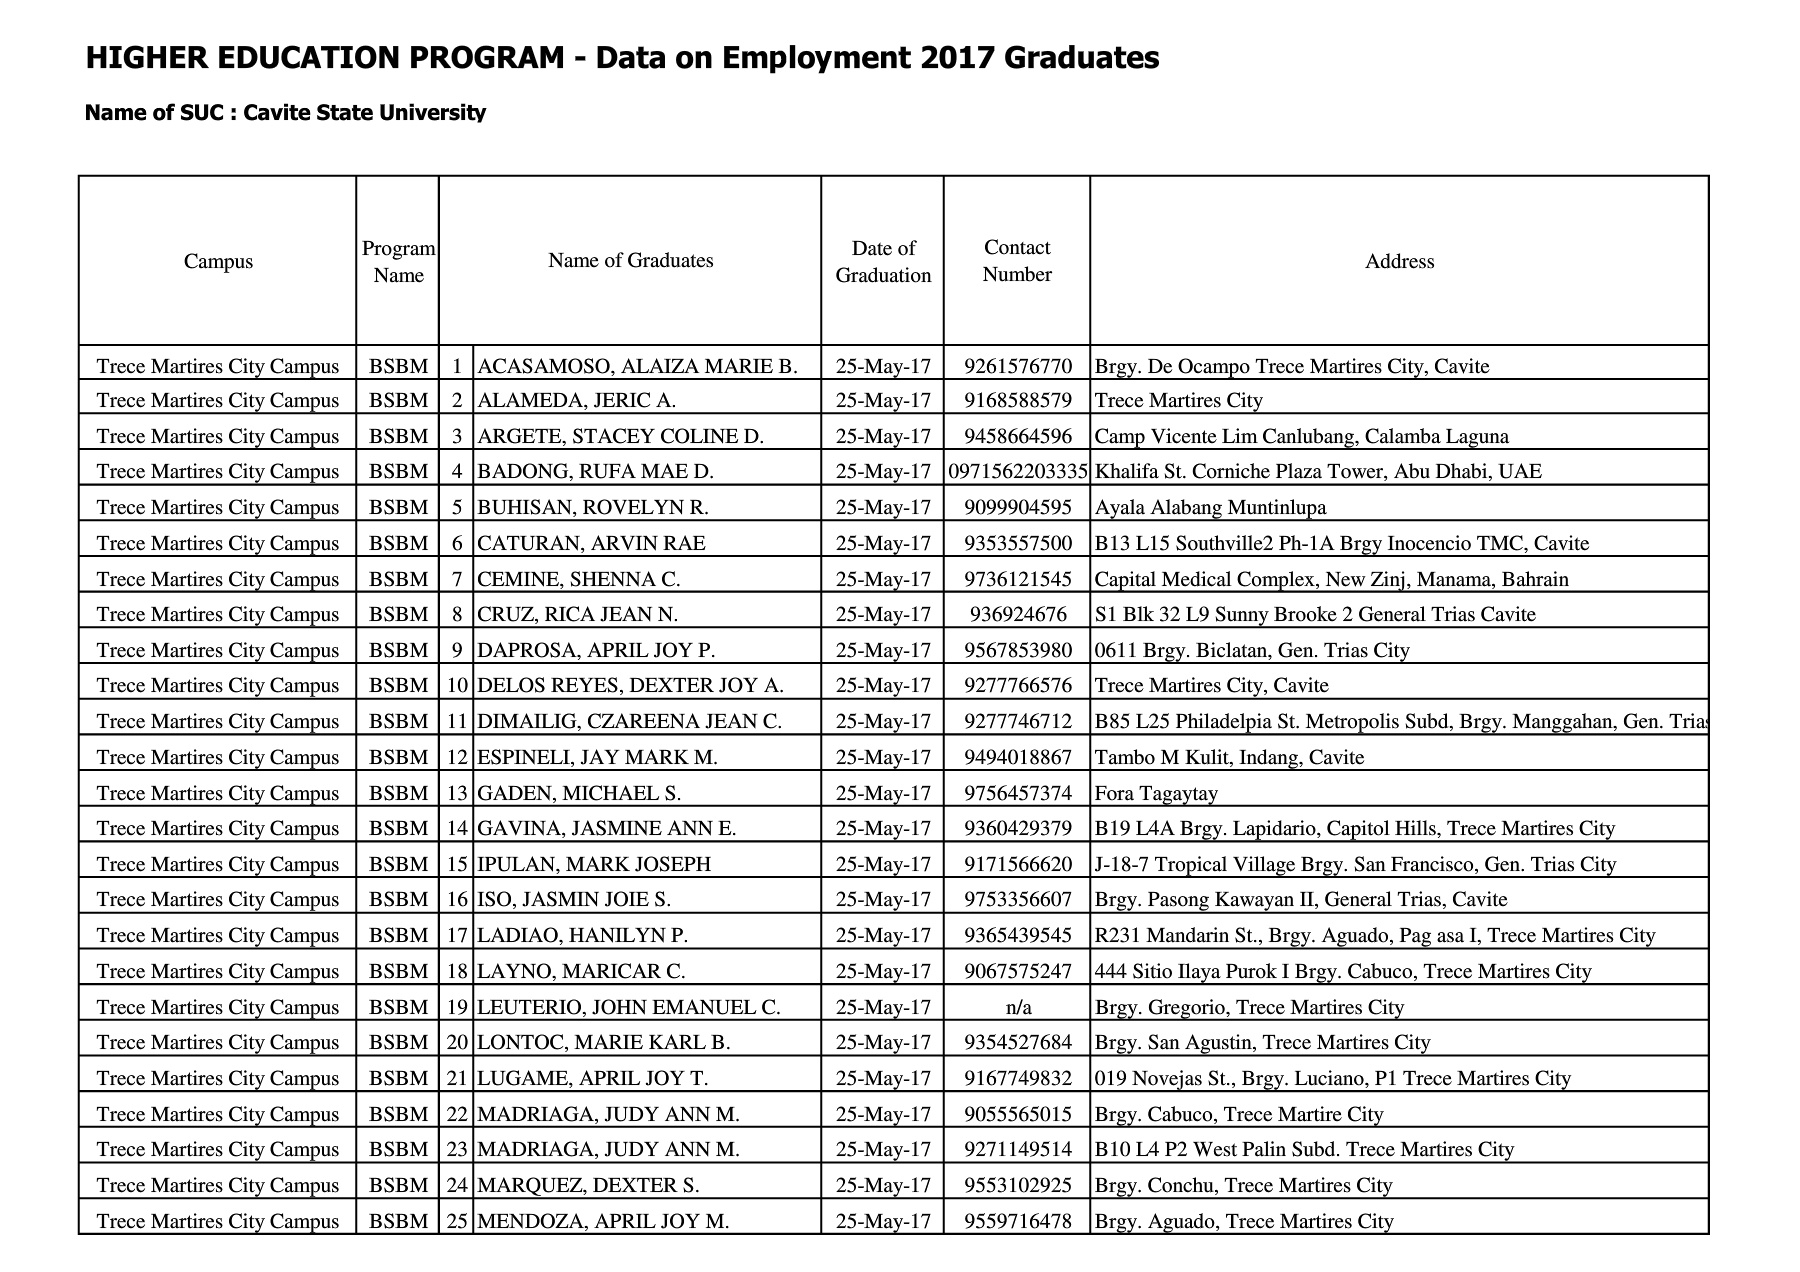 HIGHER EDUCATION PROGRAM - Data on Employment 2017 Graduates
Name of SUC : Cavite State University
Campus Program Name Name of Graduates Date of Graduation Contact Number Address
Trece Martires City Campus BSBM 1 ACASAMOSO, ALAIZA MARIE B. 25-May-17 9261576770 Brgy. De Ocampo Trece Martires City, Cavite
Trece Martires City Campus BSBM 2 ALAMEDA, JERIC A. 25-May-17 9168588579 Trece Martires City
Trece Martires City Campus BSBM 3 ARGETE, STACEY COLINE D. 25-May-17 9458664596 Camp Vicente Lim Canlubang, Calamba Laguna
Trece Martires City Campus BSBM 4 BADONG, RUFA MAE D. 25-May-17 0971562203335 Khalifa St. Corniche Plaza Tower, Abu Dhabi, UAE
Trece Martires City Campus BSBM 5 BUHISAN, ROVELYN R. 25-May-17 9099904595 Ayala Alabang Muntinlupa
Trece Martires City Campus BSBM 6 CATURAN, ARVIN RAE 25-May-17 9353557500 B13 L15 Southville2 Ph-1A Brgy Inocencio TMC, Cavite
Trece Martires City Campus BSBM 7 CEMINE, SHENNA C. 25-May-17 9736121545 Capital Medical Complex, New Zinj, Manama, Bahrain
Trece Martires City Campus BSBM 8 CRUZ, RICA JEAN N. 25-May-17 936924676 S1 Blk 32 L9 Sunny Brooke 2 General Trias Cavite
Trece Martires City Campus BSBM 9 DAPROSA, APRIL JOY P. 25-May-17 9567853980 0611 Brgy. Biclatan, Gen. Trias City
Trece Martires City Campus BSBM 10 DELOS REYES, DEXTER JOY A. 25-May-17 9277766576 Trece Martires City, Cavite
Trece Martires City Campus BSBM 11 DIMAILIG, CZAREENA JEAN C. 25-May-17 9277746712 B85 L25 Philadelpia St. Metropolis Subd, Brgy. Manggahan, Gen. Trias
Trece Martires City Campus BSBM 12 ESPINELI, JAY MARK M. 25-May-17 9494018867 Tambo M Kulit, Indang, Cavite
Trece Martires City Campus BSBM 13 GADEN, MICHAEL S. 25-May-17 9756457374 Fora Tagaytay
Trece Martires City Campus BSBM 14 GAVINA, JASMINE ANN E. 25-May-17 9360429379 B19 L4A Brgy. Lapidario, Capitol Hills, Trece Martires City
Trece Martires City Campus BSBM 15 IPULAN, MARK JOSEPH 25-May-17 9171566620 J-18-7 Tropical Village Brgy. San Francisco, Gen. Trias City
Trece Martires City Campus BSBM 16 ISO, JASMIN JOIE S. 25-May-17 9753356607 Brgy. Pasong Kawayan II, General Trias, Cavite
Trece Martires City Campus BSBM 17 LADIAO, HANILYN P. 25-May-17 9365439545 R231 Mandarin St., Brgy. Aguado, Pag asa I, Trece Martires City
Trece Martires City Campus BSBM 18 LAYNO, MARICAR C. 25-May-17 9067575247 444 Sitio Ilaya Purok I Brgy. Cabuco, Trece Martires City
Trece Martires City Campus BSBM 19 LEUTERIO, JOHN EMANUEL C. 25-May-17 n/a Brgy. Gregorio, Trece Martires City
Trece Martires City Campus BSBM 20 LONTOC, MARIE KARL B. 25-May-17 9354527684 Brgy. San Agustin, Trece Martires City
Trece Martires City Campus BSBM 21 LUGAME, APRIL JOY T. 25-May-17 9167749832 019 Novejas St., Brgy. Luciano, P1 Trece Martires City
Trece Martires City Campus BSBM 22 MADRIAGA, JUDY ANN M. 25-May-17 9055565015 Brgy. Cabuco, Trece Martire City
Trece Martires City Campus BSBM 23 MADRIAGA, JUDY ANN M. 25-May-17 9271149514 B10 L4 P2 West Palin Subd. Trece Martires City
Trece Martires City Campus BSBM 24 MARQUEZ, DEXTER S. 25-May-17 9553102925 Brgy. Conchu, Trece Martires City
Trece Martires City Campus BSBM 25 MENDOZA, APRIL JOY M. 25-May-17 9559716478 Brgy. Aguado, Trece Martires City